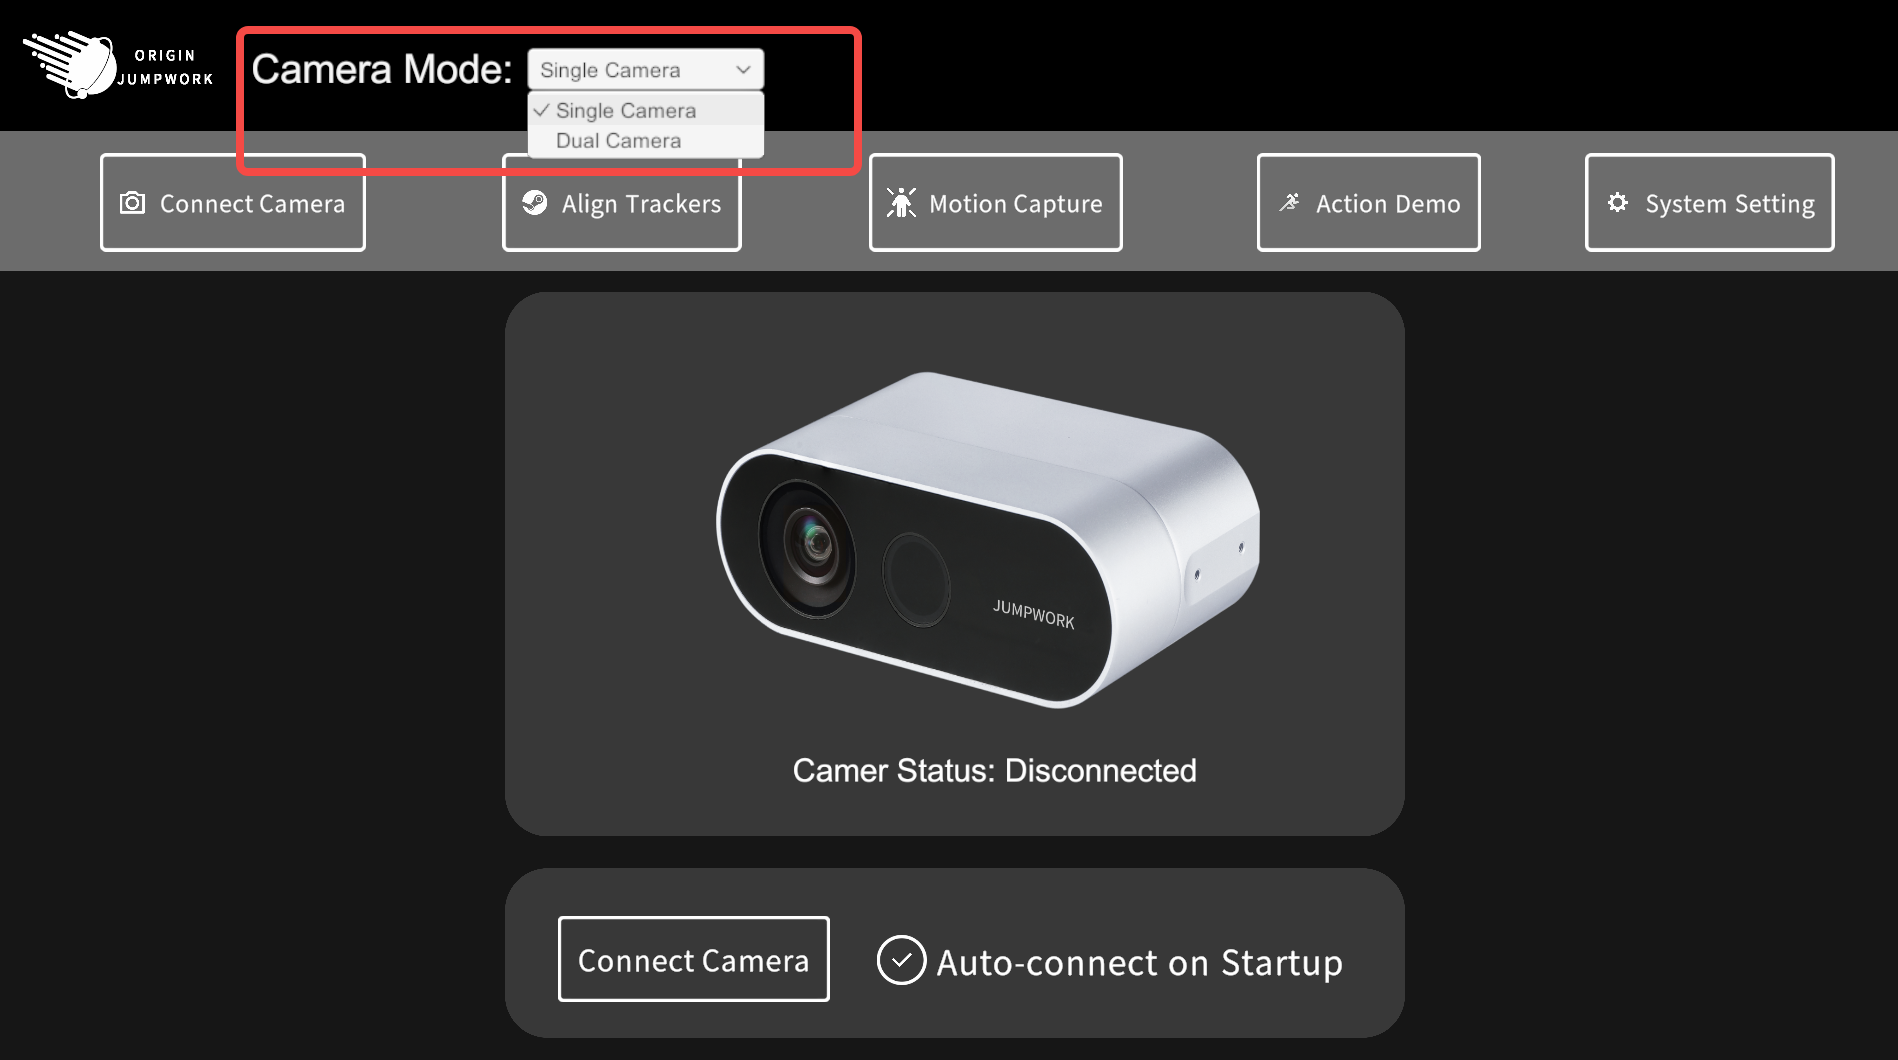 ORIGIN
JUMPWORK
Camera Mode: Single Camera
Single Camera
Dual Camera
Connect Camera
Align Trackers
Motion Capture
Action Demo
System Setting
JUMPWORK
Camer Status: Disconnected
Connect Camera
Auto-connect on Startup